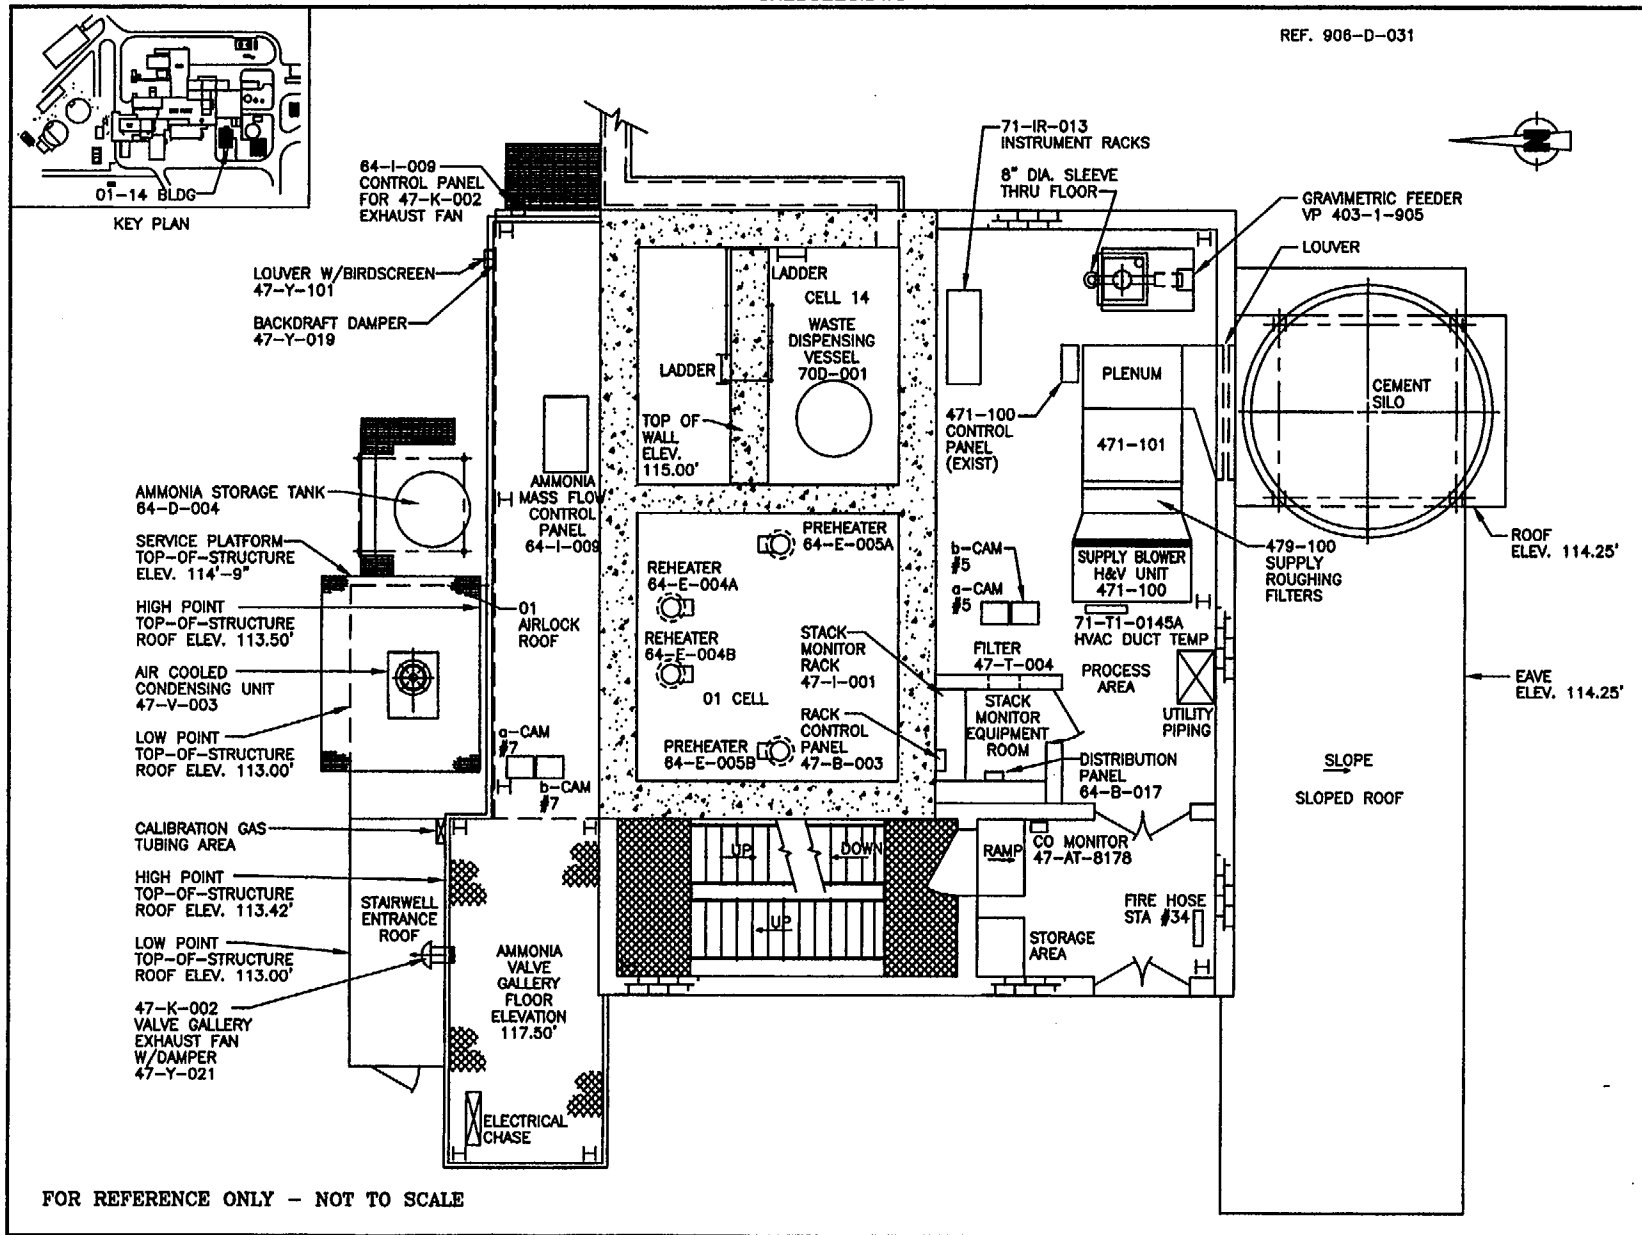 REF. 906-D-031
01-14 BLDG
KEY PLAN
64-I-009
CONTROL PANEL
FOR 47-K-002
EXHAUST FAN
71-IR-013
INSTRUMENT RACKS
8" DIA. SLEEVE
THRU FLOOR
N
GRAVIMETRIC FEEDER
VP 403-1-905
LOUVER
LOUVER W/BIRDSCREEN
47-Y-101
BACKDRAFT DAMPER
47-Y-019
LADDER
CELL 14
WASTE
DISPENSING
VESSEL
70D-001
LADDER
TOP OF
WALL
ELEV.
115.00'
PLENUM
471-101
471-100
CONTROL
PANEL
(EXIST)
CEMENT
SILO
AMMONIA
MASS FLOW
CONTROL
PANEL
64-I-009
AMMONIA STORAGE TANK
64-D-004
SERVICE PLATFORM
TOP-OF-STRUCTURE
ELEV. 114'-9"
HIGH POINT
TOP-OF-STRUCTURE
ROOF ELEV. 113.50'
AIR COOLED
CONDENSING UNIT
47-V-003
LOW POINT
TOP-OF-STRUCTURE
ROOF ELEV. 113.00'
01
AIRLOCK
ROOF
PREHEATER
64-E-005A
REHEATER
64-E-004A
REHEATER
64-E-004B
01 CELL
PREHEATER
64-E-005B
b-CAM
#5
a-CAM
#5
SUPPLY BLOWER
H&V UNIT
471-100
479-100
SUPPLY
ROUGHING
FILTERS
ROOF
ELEV. 114.25'
71-T1-0145A
HVAC DUCT TEMP
STACK
MONITOR
RACK
47-I-001
FILTER
47-T-004
PROCESS
AREA
UTILITY
PIPING
STACK
MONITOR
EQUIPMENT
ROOM
RACK
CONTROL
PANEL
47-B-003
DISTRIBUTION
PANEL
64-B-017
EAVE
ELEV. 114.25'
SLOPE
SLOPED ROOF
a-CAM
#7
b-CAM
#7
CALIBRATION GAS
TUBING AREA
HIGH POINT
TOP-OF-STRUCTURE
ROOF ELEV. 113.42'
LOW POINT
TOP-OF-STRUCTURE
ROOF ELEV. 113.00'
47-K-002
VALVE GALLERY
EXHAUST FAN
W/DAMPER
47-Y-021
STAIRWELL
ENTRANCE
ROOF
AMMONIA
VALVE
GALLERY
FLOOR
ELEVATION
117.50'
ELECTRICAL
CHASE
UP
DOWN
UP
RAMP
CO MONITOR
47-AT-8178
FIRE HOSE
STA #34
STORAGE
AREA
FOR REFERENCE ONLY - NOT TO SCALE